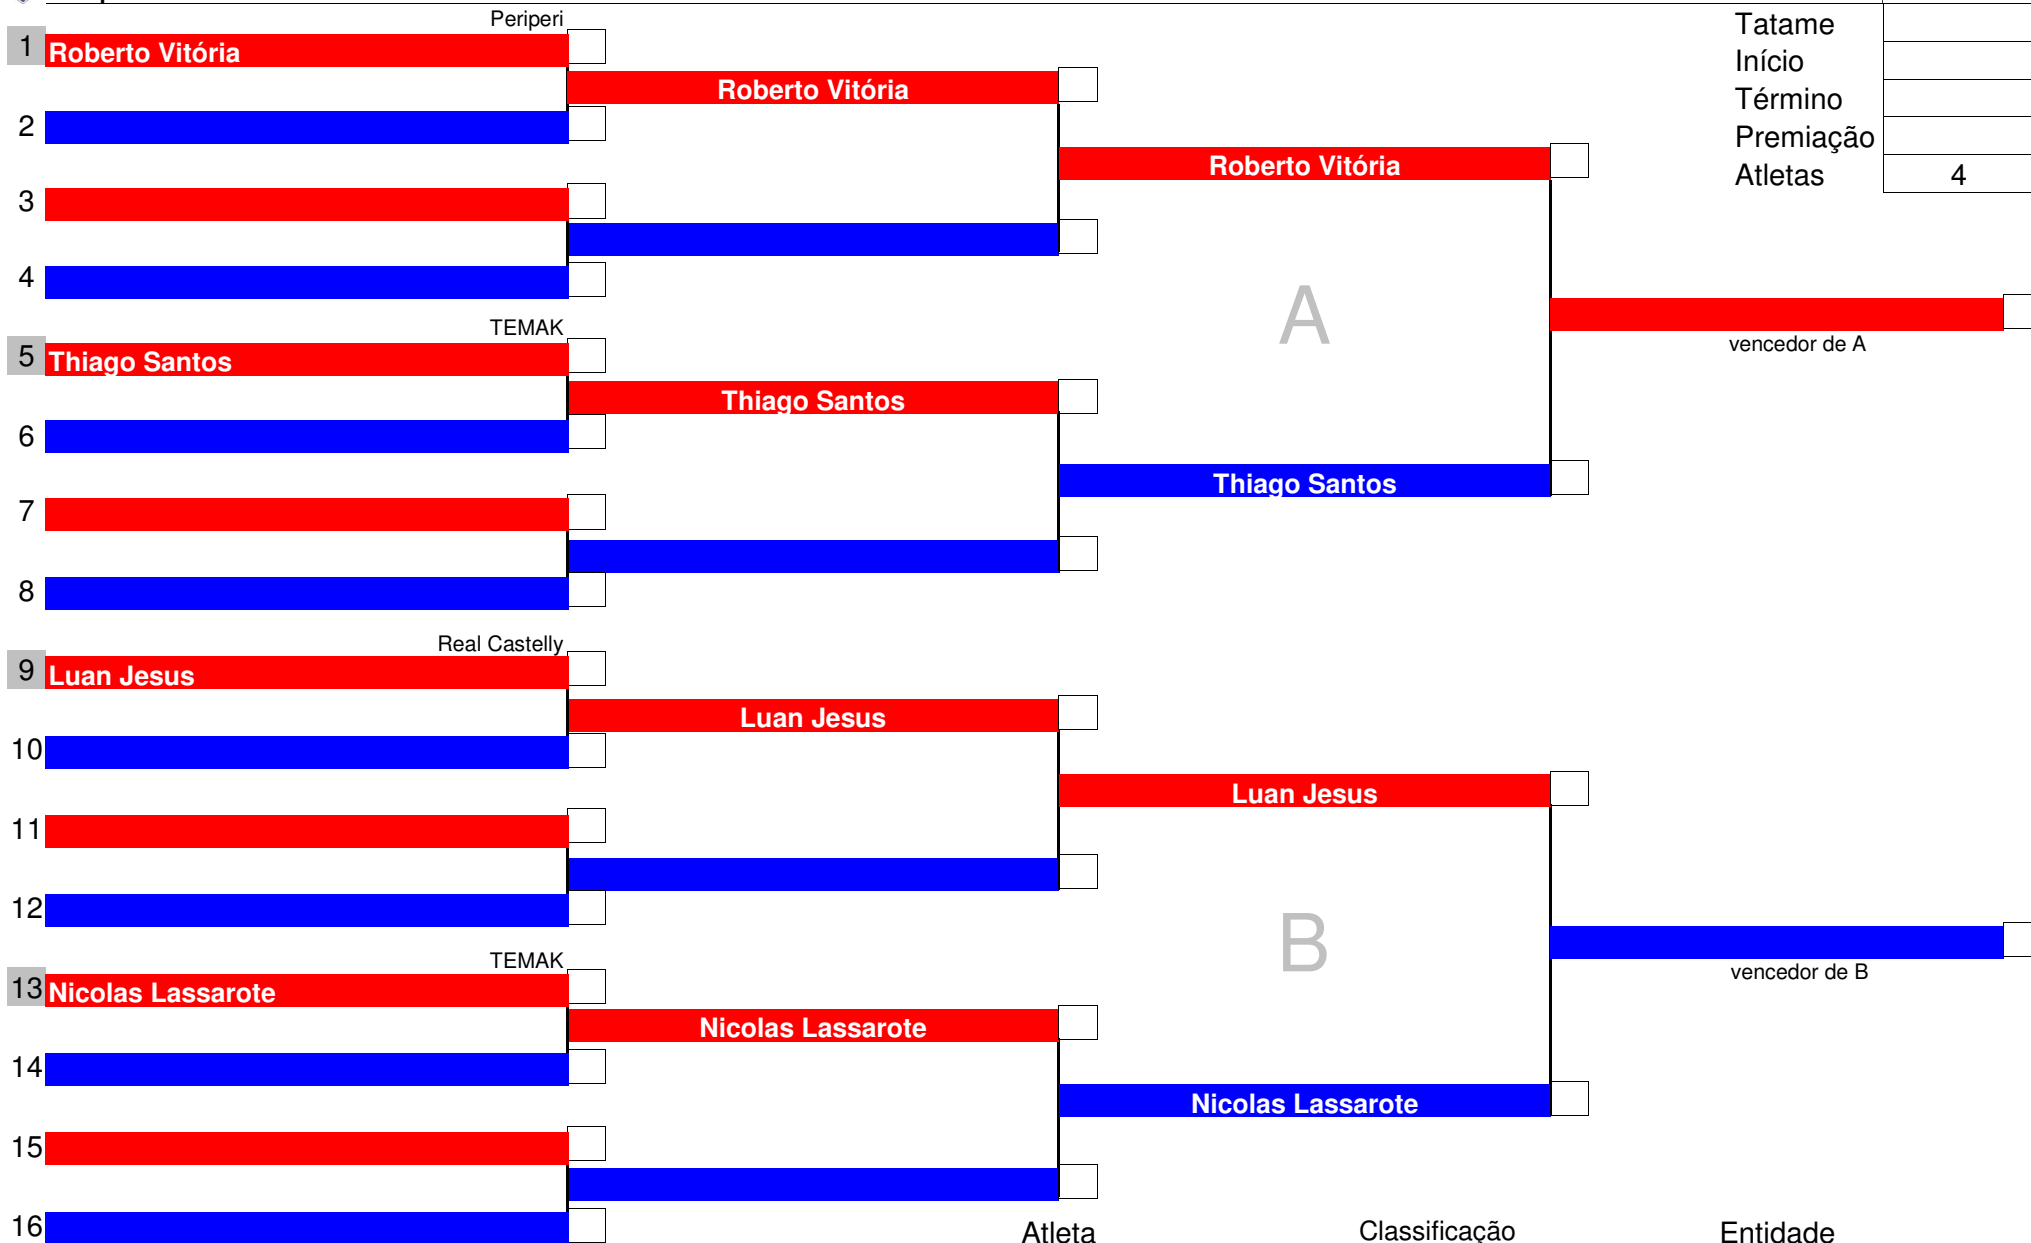 Periperi
Tatame
1 Roberto Vitória
Início
Roberto Vitória
Término
2
Premiação
Roberto Vitória
Atletas 4
3
4
A
TEMAK
vencedor de A
5 Thiago Santos
Thiago Santos
6
Thiago Santos
7
8
Real Castelly
9 Luan Jesus
Luan Jesus
10
Luan Jesus
11
12
B
TEMAK
vencedor de B
13 Nicolas Lassarote
Nicolas Lassarote
14
Nicolas Lassarote
15
16
Atleta Classificação Entidade